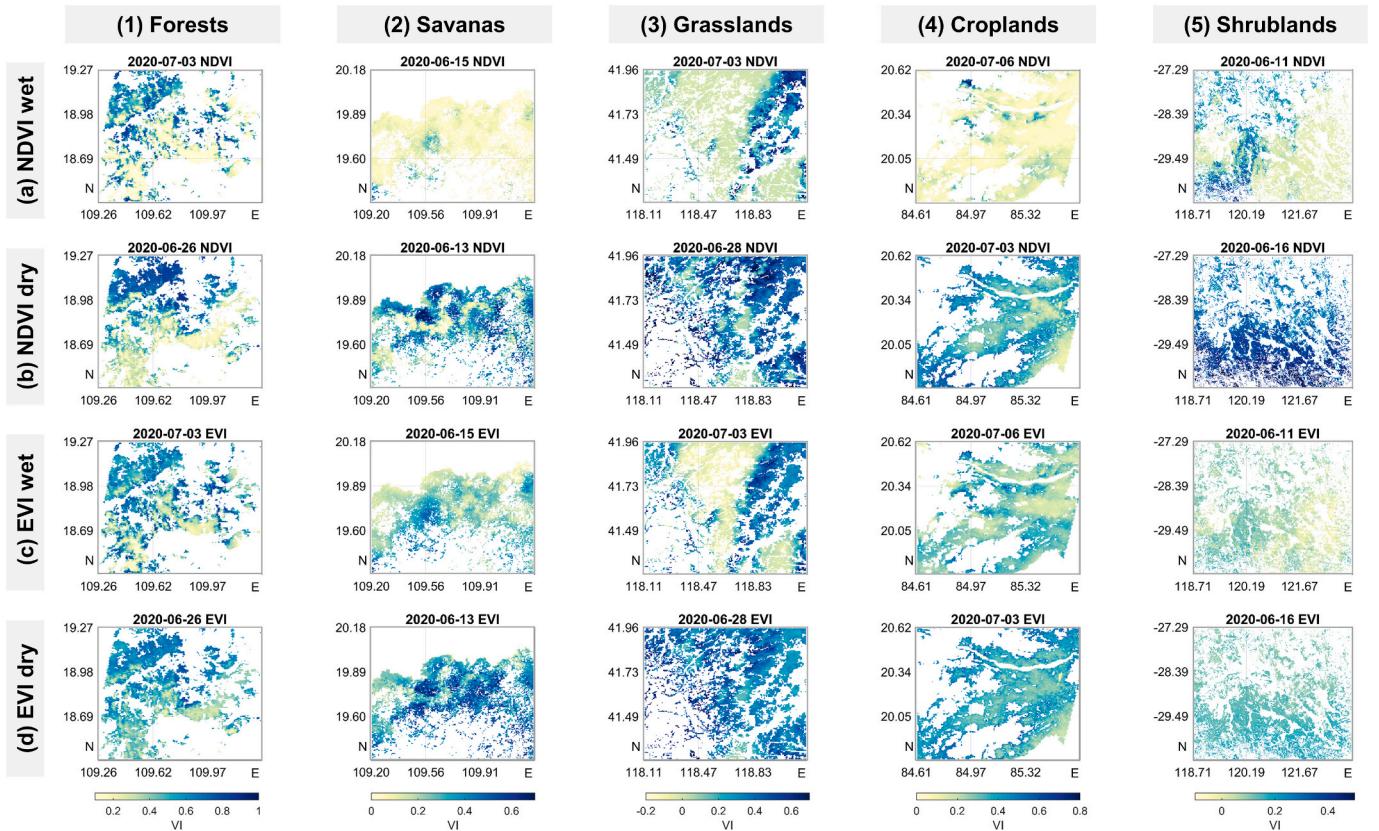 (1) Forests (2) Savanas (3) Grasslands (4) Croplands (5) Shrublands
(a) NDVI wet
2020-07-03 NDVI 2020-06-15 NDVI 2020-07-03 NDVI 2020-07-06 NDVI 2020-06-11 NDVI
19.27 20.18 41.96 20.62 -27.29
18.98 19.89 41.73 20.34 -28.39
18.69 19.60 41.49 20.05 -29.49
N N N N N
109.26 109.62 109.97 E 109.20 109.56 109.91 E 118.11 118.47 118.83 E 84.61 84.97 85.32 E 118.71 120.19 121.67 E
(b) NDVI dry
2020-06-26 NDVI 2020-06-13 NDVI 2020-06-28 NDVI 2020-07-03 NDVI 2020-06-16 NDVI
19.27 20.18 41.96 20.62 -27.29
18.98 19.89 41.73 20.34 -28.39
18.69 19.60 41.49 20.05 -29.49
N N N N N
109.26 109.62 109.97 E 109.20 109.56 109.91 E 118.11 118.47 118.83 E 84.61 84.97 85.32 E 118.71 120.19 121.67 E
(c) EVI wet
2020-07-03 EVI 2020-06-15 EVI 2020-07-03 EVI 2020-07-06 EVI 2020-06-11 EVI
19.27 20.18 41.96 20.62 -27.29
18.98 19.89 41.73 20.34 -28.39
18.69 19.60 41.49 20.05 -29.49
N N N N N
109.26 109.62 109.97 E 109.20 109.56 109.91 E 118.11 118.47 118.83 E 84.61 84.97 85.32 E 118.71 120.19 121.67 E
(d) EVI dry
2020-06-26 EVI 2020-06-13 EVI 2020-06-28 EVI 2020-07-03 EVI 2020-06-16 EVI
19.27 20.18 41.96 20.62 -27.29
18.98 19.89 41.73 20.34 -28.39
18.69 19.60 41.49 20.05 -29.49
N N N N N
109.26 109.62 109.97 E 109.20 109.56 109.91 E 118.11 118.47 118.83 E 84.61 84.97 85.32 E 118.71 120.19 121.67 E
0.2 0.4 0.6 0.8 1 0 0.2 0.4 0.6 -0.2 0 0.2 0.4 0.6 0 0.2 0.4 0.6 0.8 0 0.2 0.4
VI VI VI VI VI